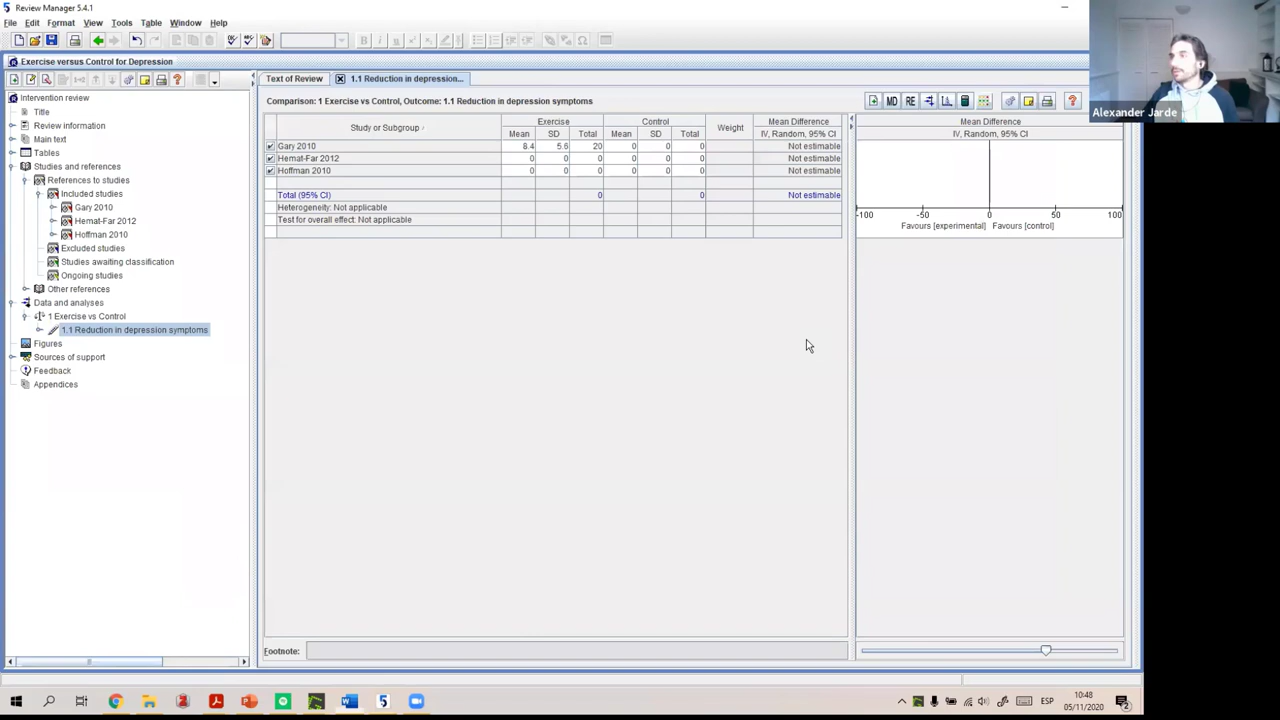 Review Manager 5.4.1
File Edit Format View Tools Table Window Help
Exercise versus Control for Depression
Intervention review
Title
Review information
Main text
Tables
Studies and references
References to studies
Included studies
Gary 2010
Hemat-Far 2012
Hoffman 2010
Excluded studies
Studies awaiting classification
Ongoing studies
Other references
Data and analyses
1 Exercise vs Control
1.1 Reduction in depression symptoms
Figures
Sources of support
Feedback
Appendices
Text of Review 1.1 Reduction in depression...
Comparison: 1 Exercise vs Control, Outcome: 1.1 Reduction in depression symptoms
MD RE
Study or Subgroup Exercise Control Weight Mean Difference Mean Difference
Mean SD Total Mean SD Total IV, Random, 95% CI IV, Random, 95% CI
Gary 2010 8.4 5.6 20 0 0 0 Not estimable
Hemat-Far 2012 0 0 0 0 0 0 Not estimable
Hoffman 2010 0 0 0 0 0 0 Not estimable
Total (95% CI) 0 0 Not estimable
Heterogeneity: Not applicable
Test for overall effect: Not applicable
-100 -50 0 50 100
Favours [experimental] Favours [control]
Footnote:
Alexander Jarde
ESP
10:48
05/11/2020
2